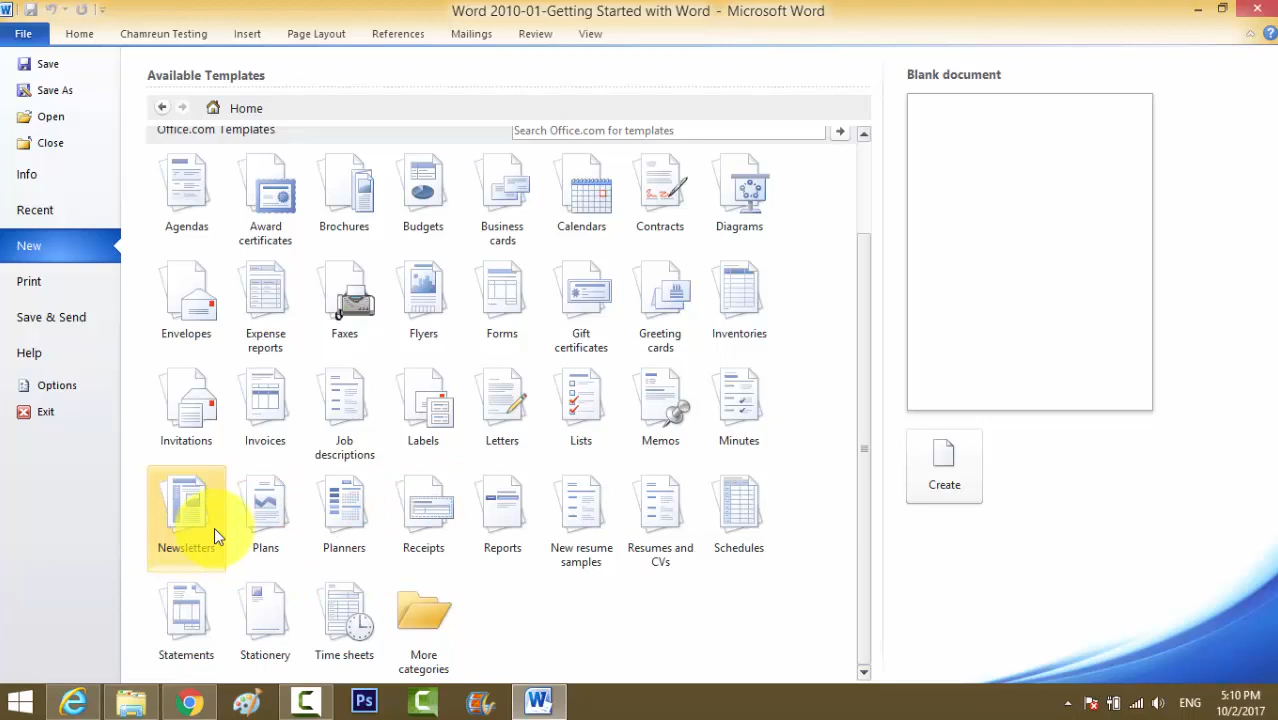 Word 2010-01-Getting Started with Word - Microsoft Word
File Home Chamreun Testing Insert Page Layout References Mailings Review View
Save
Save As
Open
Close
Info
Recent
New
Print
Save & Send
Help
Options
Exit
Available Templates
Home
Office.com Templates Search Office.com for templates
Agendas Award certificates Brochures Budgets Business cards Calendars Contracts Diagrams
Envelopes Expense reports Faxes Flyers Forms Gift certificates Greeting cards Inventories
Invitations Invoices Job descriptions Labels Letters Lists Memos Minutes
Newsletters Plans Planners Receipts Reports New resume samples Resumes and CVs Schedules
Statements Stationery Time sheets More categories
Blank document
Create
Ps
ENG
5:10 PM
10/2/2017